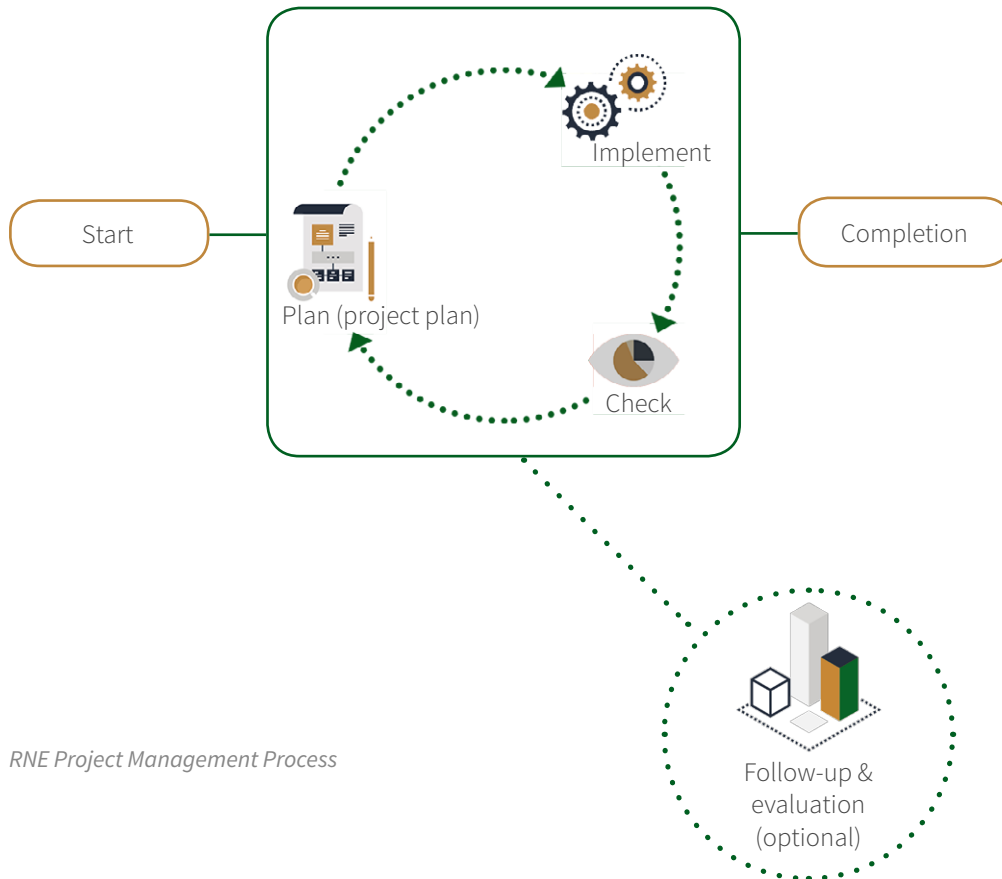 Implement
Start
Completion
Plan (project plan)
Check
RNE Project Management Process
Follow-up &
evaluation
(optional)